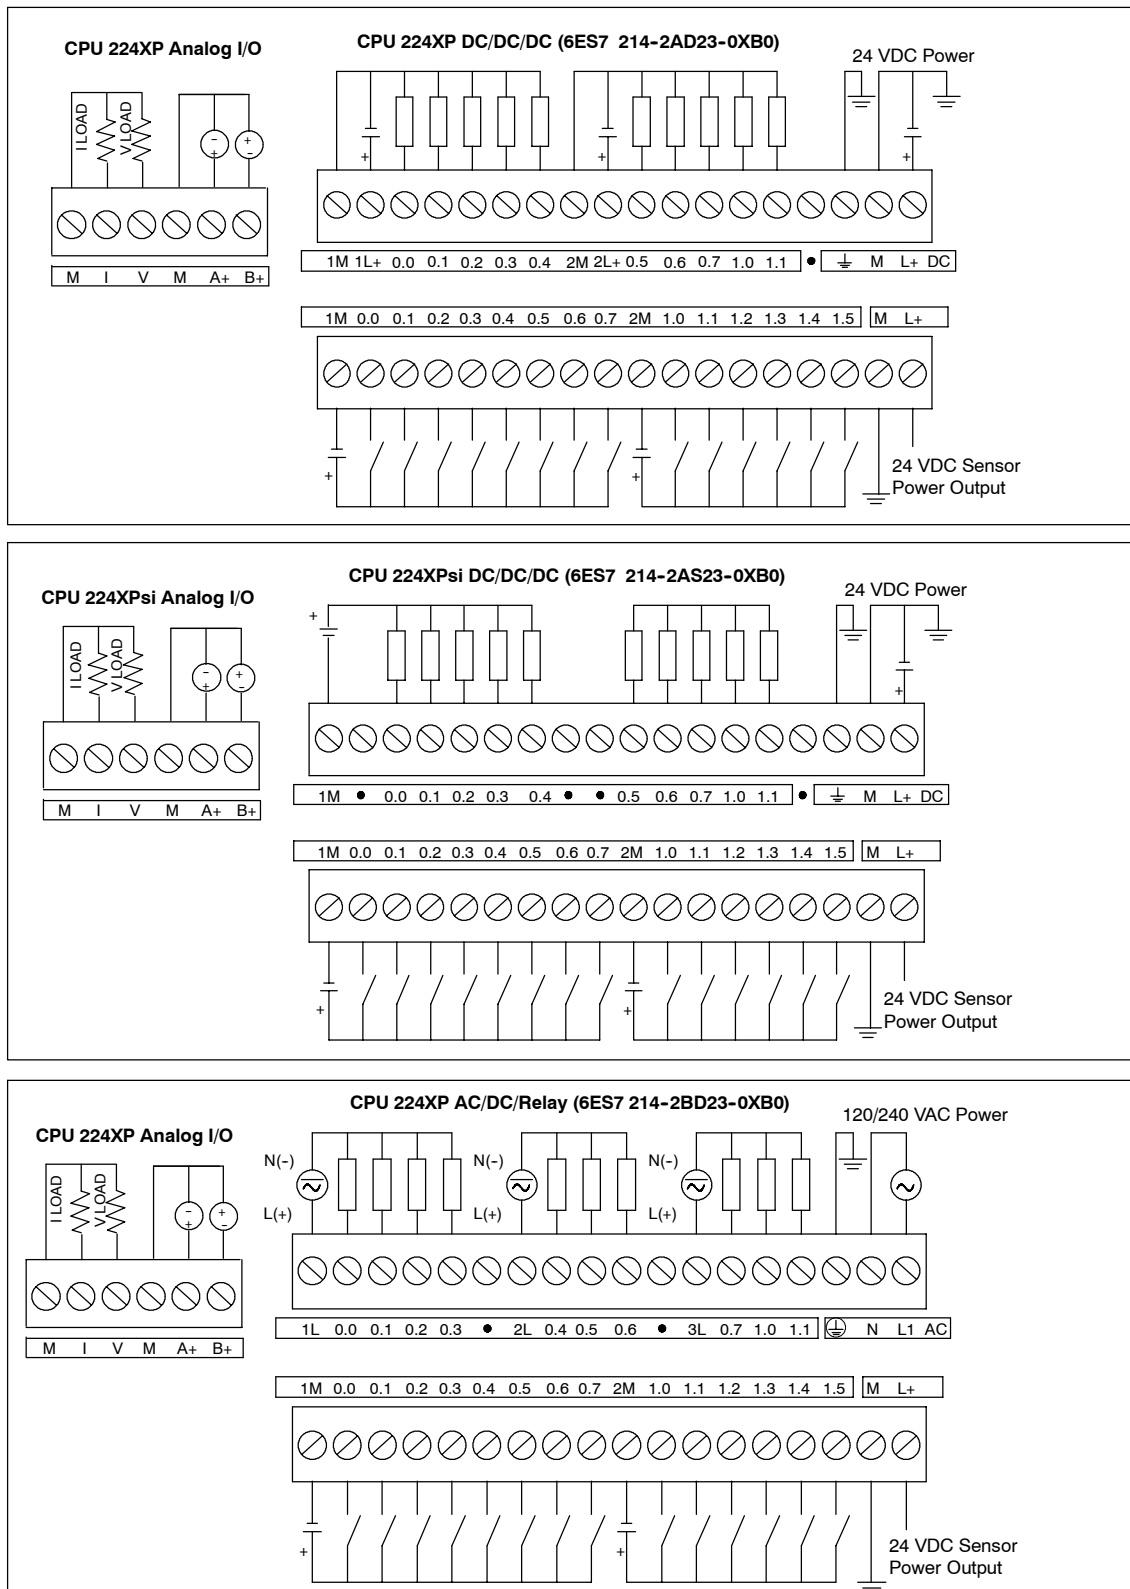 CPU 224XP Analog I/O
CPU 224XP DC/DC/DC (6ES7 214-2AD23-0XB0)
24 VDC Power
I LOAD
V LOAD
- + + -
+ + +
M I V M A+ B+
1M 1L+ 0.0 0.1 0.2 0.3 0.4 2M 2L+ 0.5 0.6 0.7 1.0 1.1 • ⏚ M L+ DC
1M 0.0 0.1 0.2 0.3 0.4 0.5 0.6 0.7 2M 1.0 1.1 1.2 1.3 1.4 1.5 M L+
+ +
24 VDC Sensor
Power Output
CPU 224XPsi Analog I/O
CPU 224XPsi DC/DC/DC (6ES7 214-2AS23-0XB0)
24 VDC Power
I LOAD
V LOAD
- + + -
+ +
M I V M A+ B+
1M • 0.0 0.1 0.2 0.3 0.4 • • 0.5 0.6 0.7 1.0 1.1 • ⏚ M L+ DC
1M 0.0 0.1 0.2 0.3 0.4 0.5 0.6 0.7 2M 1.0 1.1 1.2 1.3 1.4 1.5 M L+
+ +
24 VDC Sensor
Power Output
CPU 224XP Analog I/O
CPU 224XP AC/DC/Relay (6ES7 214-2BD23-0XB0)
120/240 VAC Power
I LOAD
V LOAD
- + + -
N(-) N(-) N(-)
L(+) L(+) L(+)
M I V M A+ B+
1L 0.0 0.1 0.2 0.3 • 2L 0.4 0.5 0.6 • 3L 0.7 1.0 1.1 ⏚ N L1 AC
1M 0.0 0.1 0.2 0.3 0.4 0.5 0.6 0.7 2M 1.0 1.1 1.2 1.3 1.4 1.5 M L+
+ +
24 VDC Sensor
Power Output